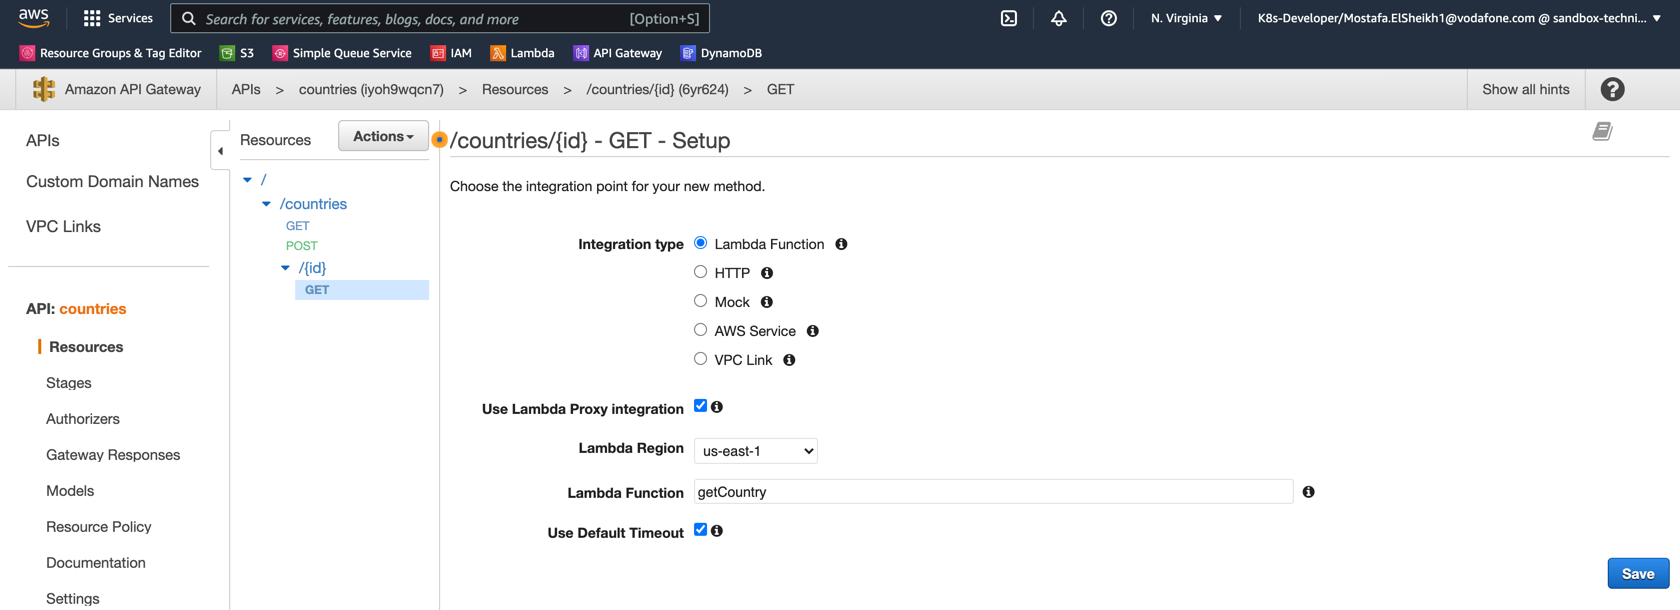 aws Services Search for services, features, blogs, docs, and more [Option+S] N. Virginia K8s-Developer/Mostafa.ElSheikh1@vodafone.com @ sandbox-techni...
Resource Groups & Tag Editor S3 Simple Queue Service IAM Lambda API Gateway DynamoDB
Amazon API Gateway APIs > countries (iyoh9wqcn7) > Resources > /countries/{id} (6yr624) > GET Show all hints
APIs
Custom Domain Names
VPC Links
API: countries
Resources
Stages
Authorizers
Gateway Responses
Models
Resource Policy
Documentation
Settings
Resources Actions
/
/countries
GET
POST
/{id}
GET
/countries/{id} - GET - Setup
Choose the integration point for your new method.
Integration type Lambda Function
HTTP
Mock
AWS Service
VPC Link
Use Lambda Proxy integration
Lambda Region us-east-1
Lambda Function getCountry
Use Default Timeout
Save